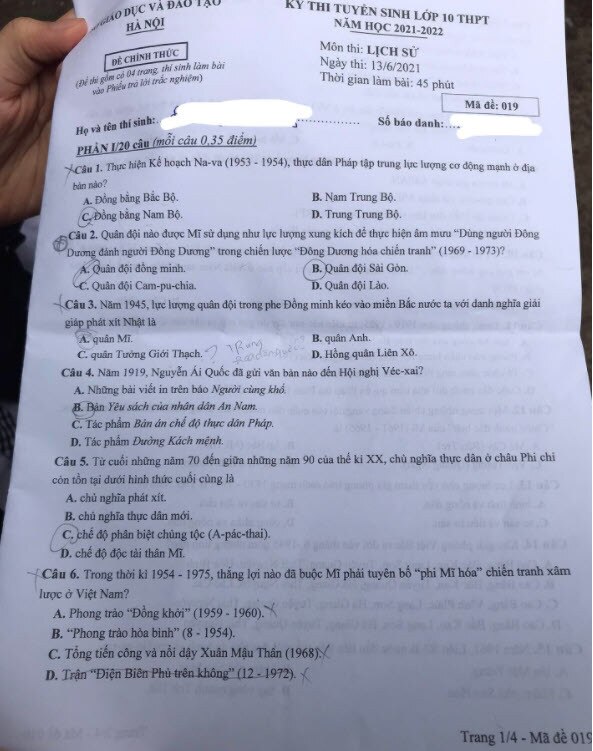 GIÁO DỤC VÀ ĐÀO TẠO
HÀ NỘI
ĐỀ CHÍNH THỨC
(Đề thi gồm có 04 trang, thí sinh làm bài
vào Phiếu trả lời trắc nghiệm)
KỲ THI TUYỂN SINH LỚP 10 THPT
NĂM HỌC 2021-2022
Môn thi: LỊCH SỬ
Ngày thi: 13/6/2021
Thời gian làm bài: 45 phút
Mã đề: 019
Họ và tên thí sinh:
Số báo danh:
PHẦN I/20 câu (mỗi câu 0,35 điểm)
Câu 1. Thực hiện Kế hoạch Na-va (1953 - 1954), thực dân Pháp tập trung lực lượng cơ động mạnh ở địa
bàn nào?
A. Đồng bằng Bắc Bộ. B. Nam Trung Bộ.
C. Đồng bằng Nam Bộ. D. Trung Trung Bộ.
Câu 2. Quân đội nào được Mĩ sử dụng như lực lượng xung kích để thực hiện âm mưu “Dùng người Đông
Dương đánh người Đông Dương” trong chiến lược “Đông Dương hóa chiến tranh” (1969 - 1973)?
A. Quân đội đồng minh. B. Quân đội Sài Gòn.
C. Quân đội Cam-pu-chia. D. Quân đội Lào.
Câu 3. Năm 1945, lực lượng quân đội trong phe Đồng minh kéo vào miền Bắc nước ta với danh nghĩa giải
giáp phát xít Nhật là
A. quân Mĩ. B. quân Anh.
C. quân Tưởng Giới Thạch. ? Trung D. Hồng quân Liên Xô.
Câu 4. Năm 1919, Nguyễn Ái Quốc đã gửi văn bản nào đến Hội nghị Véc-xai?
A. Những bài viết in trên báo Người cùng khổ.
B. Bản Yêu sách của nhân dân An Nam.
C. Tác phẩm Bản án chế độ thực dân Pháp.
D. Tác phẩm Đường Kách mệnh.
Câu 5. Từ cuối những năm 70 đến giữa những năm 90 của thế kỉ XX, chủ nghĩa thực dân ở châu Phi chỉ
còn tồn tại dưới hình thức cuối cùng là
A. chủ nghĩa phát xít.
B. chủ nghĩa thực dân mới.
C. chế độ phân biệt chủng tộc (A-pác-thai).
D. chế độ độc tài thân Mĩ.
Câu 6. Trong thời kì 1954 - 1975, thắng lợi nào đã buộc Mĩ phải tuyên bố “phi Mĩ hóa” chiến tranh xâm
lược ở Việt Nam?
A. Phong trào “Đồng khởi” (1959 - 1960).
B. “Phong trào hòa bình” (8 - 1954).
C. Tổng tiến công và nổi dậy Xuân Mậu Thân (1968).
D. Trận “Điện Biên Phủ trên không” (12 - 1972).
Trang 1/4 - Mã đề 019